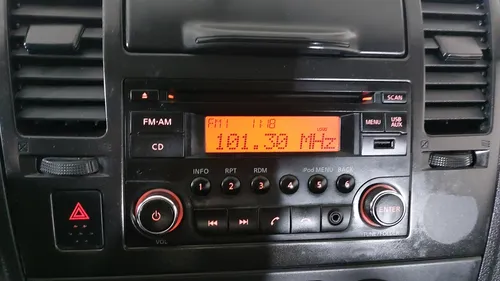 SCAN
FM1 1:18
FM·AM
MENU
USB
AUX
101.30 MHz
CD
INFO RPT RDM iPod MENU BACK
1 2 3 4 5 6
ENTER
VOL